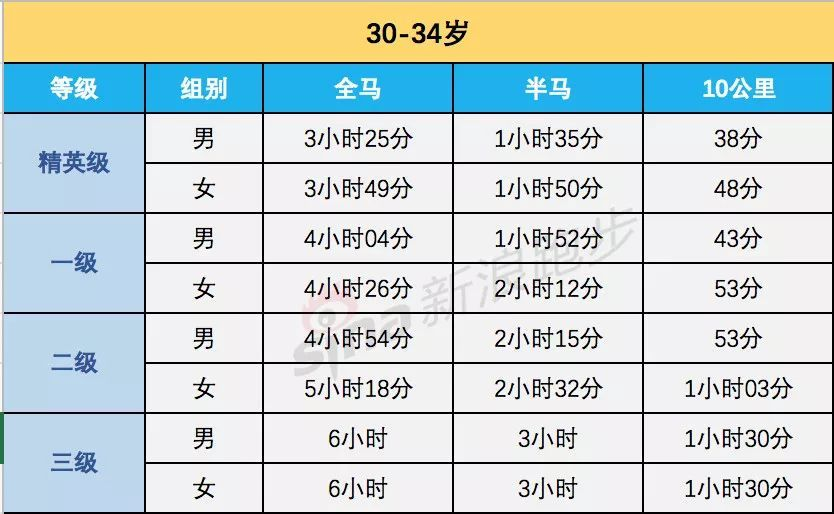 30-34岁
等级 组别 全马 半马 10公里
精英级 男 3小时25分 1小时35分 38分
女 3小时49分 1小时50分 48分
一级 男 4小时04分 1小时52分 43分
女 4小时26分 2小时12分 53分
二级 男 4小时54分 2小时15分 53分
女 5小时18分 2小时32分 1小时03分
三级 男 6小时 3小时 1小时30分
女 6小时 3小时 1小时30分
sina新浪跑步